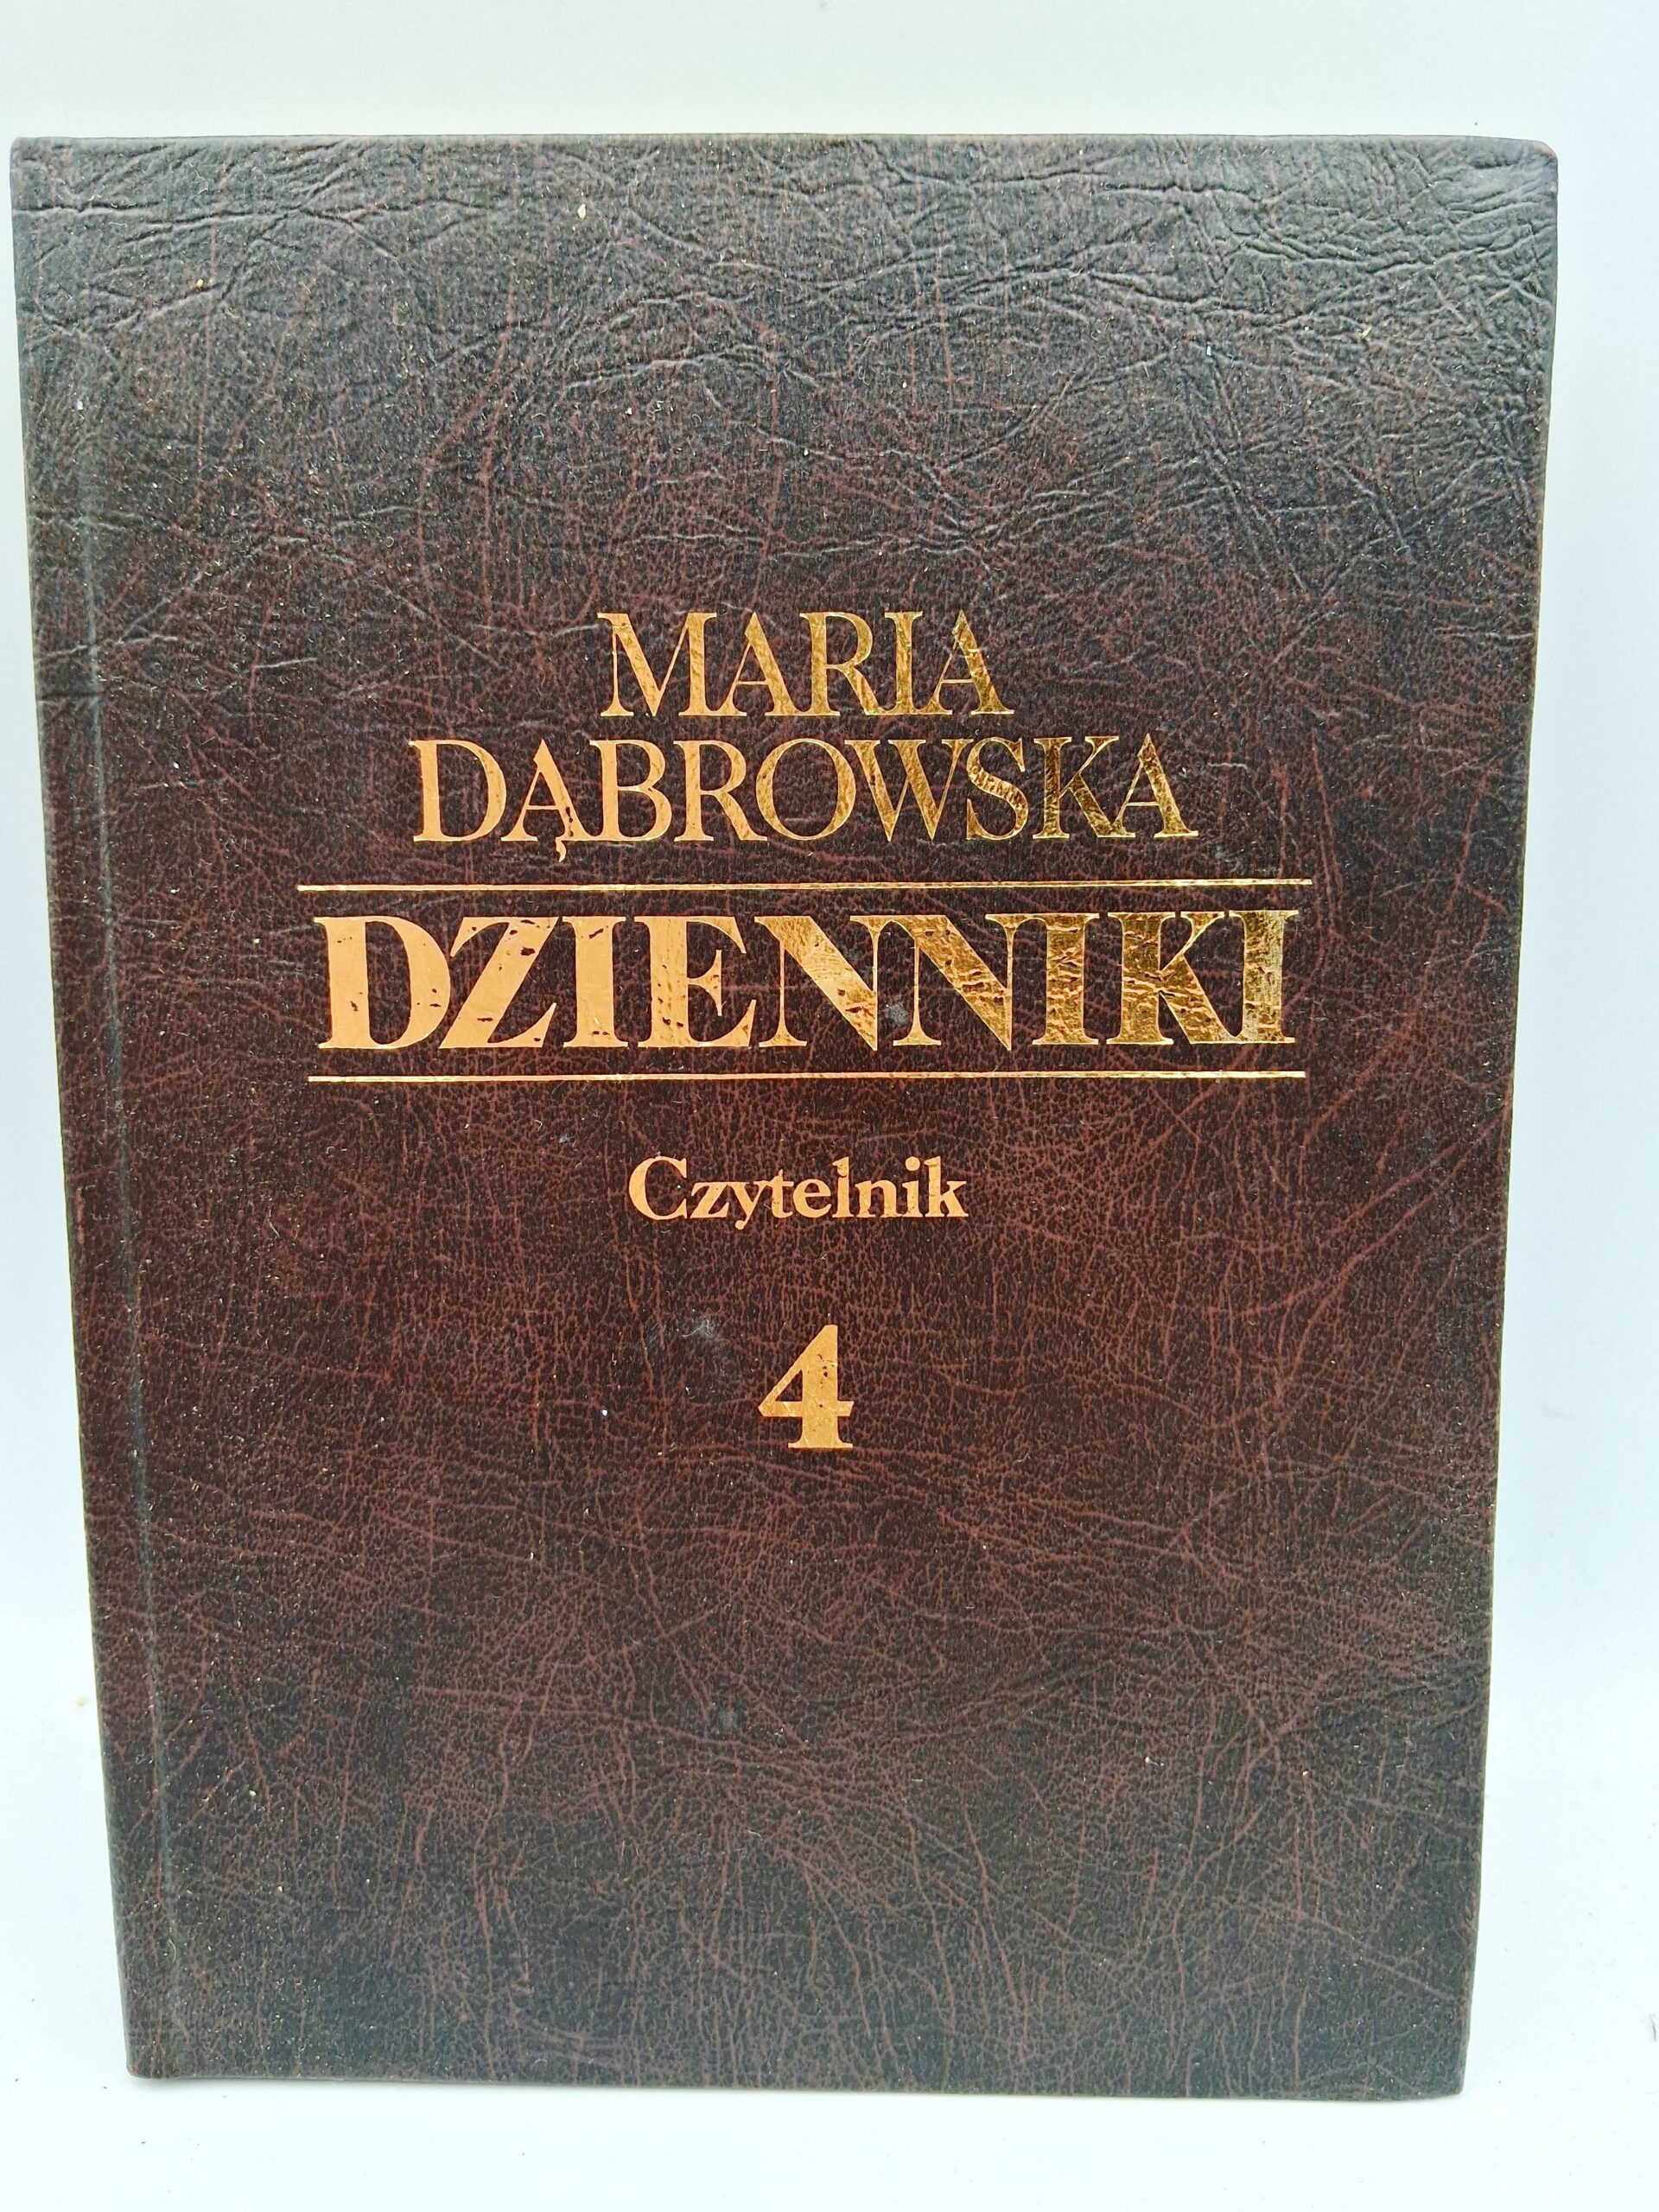 MARIA
DĄBROWSKA
DZIENNIKI
Czytelnik
4